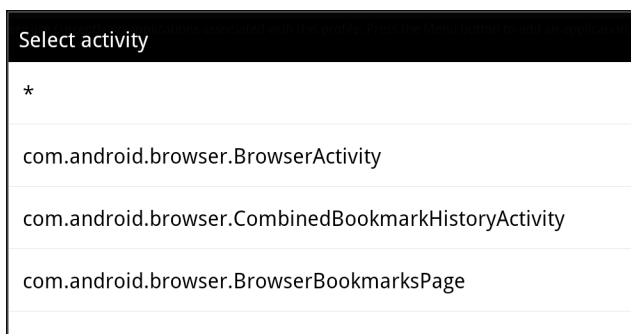 Select activity
*
com.android.browser.BrowserActivity
com.android.browser.CombinedBookmarkHistoryActivity
com.android.browser.BrowserBookmarksPage